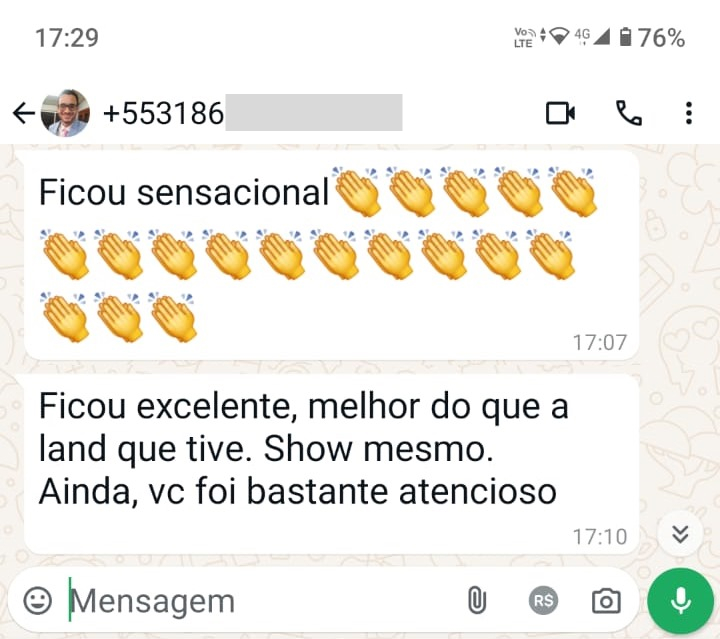 17:29 Vo LTE 4G 76%
+553186
Ficou sensacional👏👏👏👏👏
👏👏👏👏👏👏👏👏👏👏
👏👏👏
17:07
Ficou excelente, melhor do que a
land que tive. Show mesmo.
Ainda, vc foi bastante atencioso
17:10
Mensagem R$